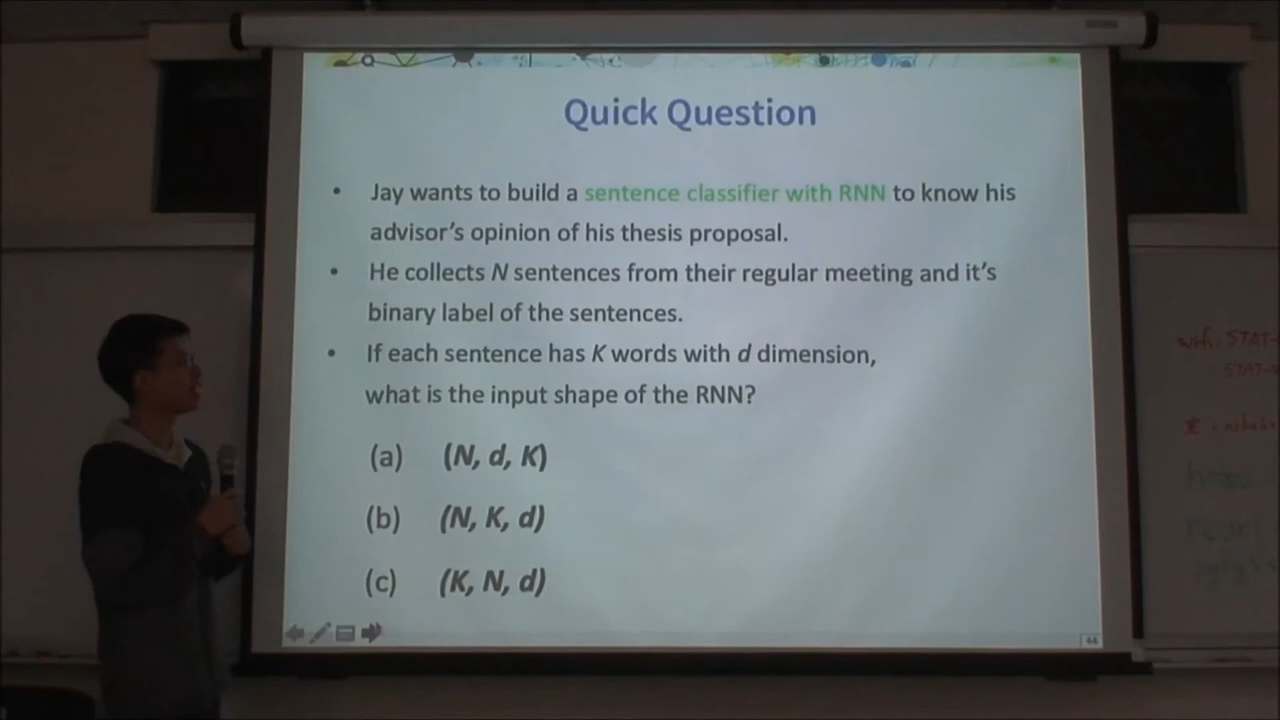 Quick Question
• Jay wants to build a sentence classifier with RNN to know his
advisor's opinion of his thesis proposal.
• He collects N sentences from their regular meeting and it's
binary label of the sentences.
• If each sentence has K words with d dimension,
what is the input shape of the RNN?
(a) (N, d, K)
(b) (N, K, d)
(c) (K, N, d)
44